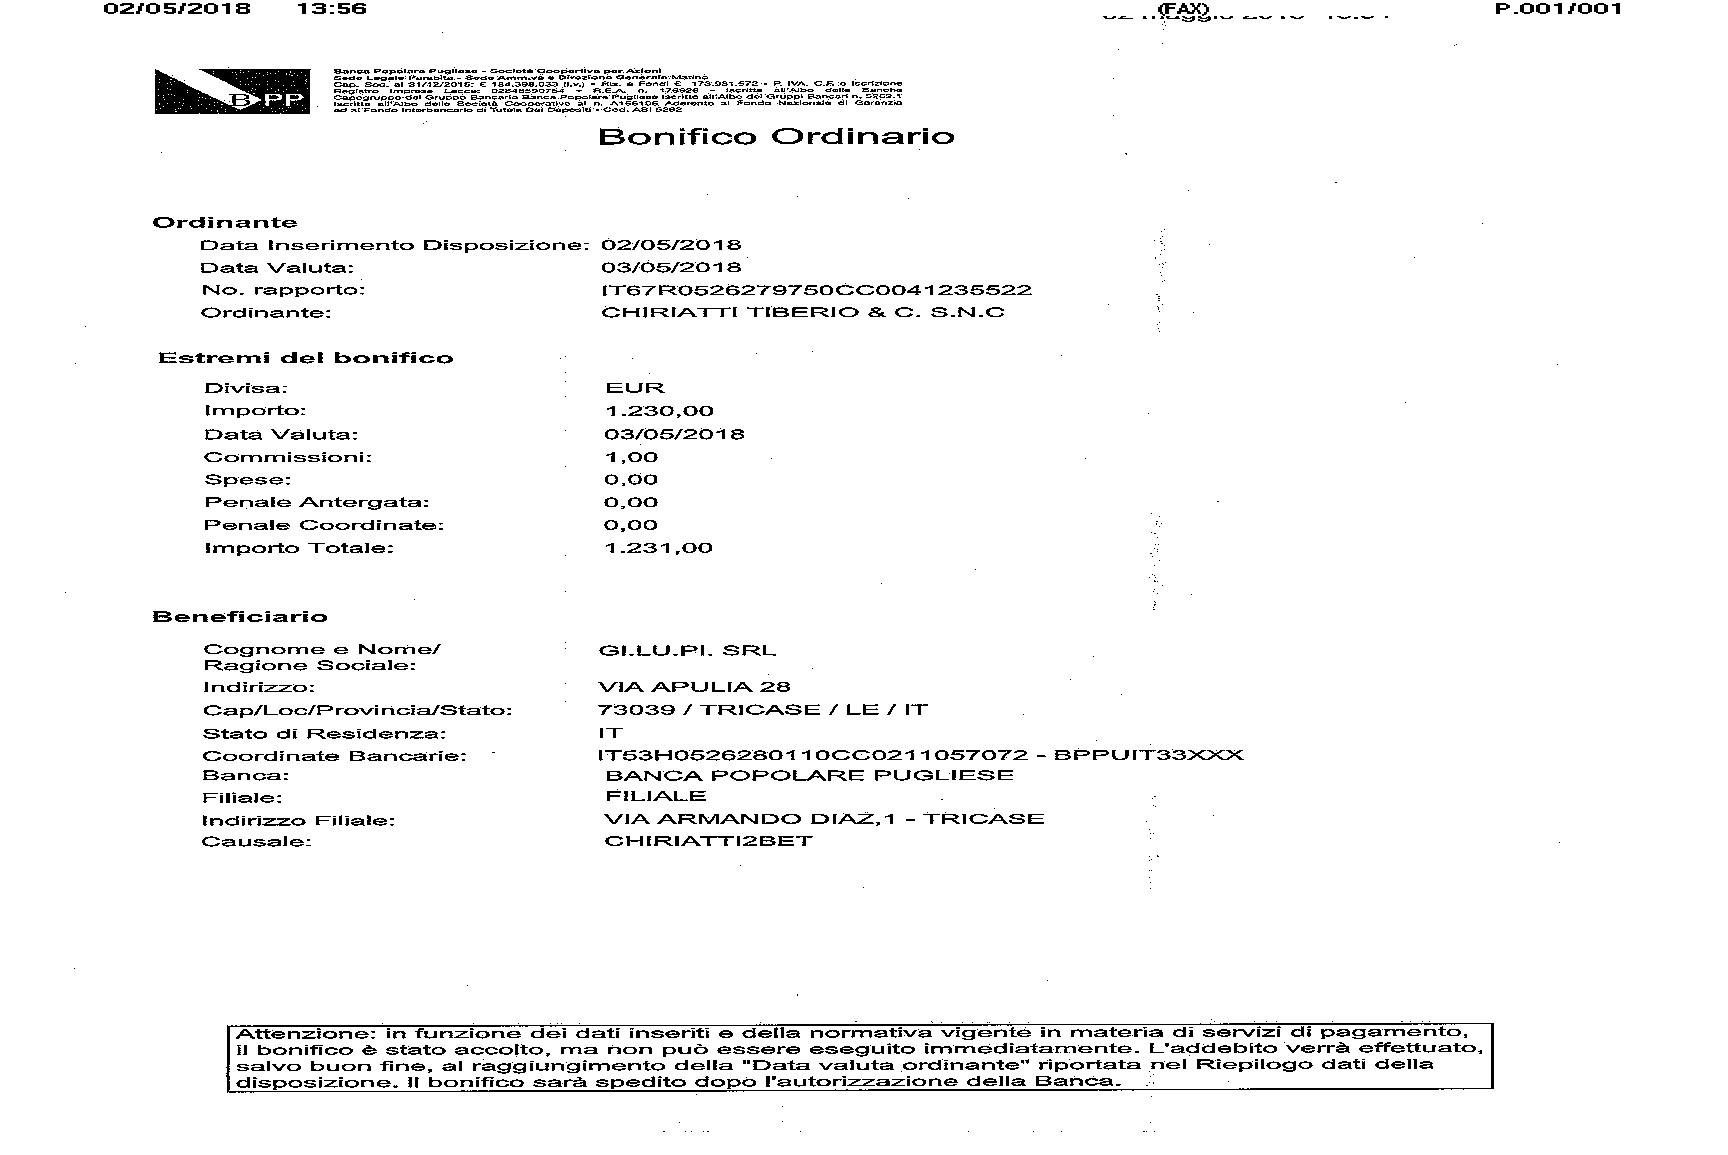 02/05/2018 13:56 (FAX) P.001/001
BPP
Banca Popolare Pugliese - Società Cooperativa per Azioni
Sede Legale Parabita - Sede Amm.va e Direzione Generale Matino
Cap. Soc. al 31/12/2016: € 184,398,033 (i.v.) - Ris. e Fondi € P. IVA, C.F. e Iscrizione
Registro Imprese Lecce: R.E.A. n. Iscritta all'Albo delle Banche
Capogruppo del Gruppo Bancario Banca Popolare Pugliese iscritto all'Albo dei Gruppi Bancari n. 5262.1
Iscritta all'Albo delle Società Cooperative al n. A166106 Aderente al Fondo Nazionale di Garanzia
ed al Fondo Interbancario di Tutela Dei Depositi - Cod. ABI 5262
Bonifico Ordinario
Ordinante
Data Inserimento Disposizione: 02/05/2018
Data Valuta: 03/05/2018
No. rapporto: IT67R0526279750CC0041235522
Ordinante: CHIRIATTI TIBERIO & C. S.N.C
Estremi del bonifico
Divisa: EUR
Importo: 1.230,00
Data Valuta: 03/05/2018
Commissioni: 1,00
Spese: 0,00
Penale Antergata: 0,00
Penale Coordinate: 0,00
Importo Totale: 1.231,00
Beneficiario
Cognome e Nome/ GI.LU.PI. SRL
Ragione Sociale:
Indirizzo: VIA APULIA 28
Cap/Loc/Provincia/Stato: 73039 / TRICASE / LE / IT
Stato di Residenza: IT
Coordinate Bancarie: IT53H0526280110CC0211057072 - BPPUIT33XXX
Banca: BANCA POPOLARE PUGLIESE
Filiale: FILIALE
Indirizzo Filiale: VIA ARMANDO DIAZ,1 - TRICASE
Causale: CHIRIATTI2BET
Attenzione: in funzione dei dati inseriti e della normativa vigente in materia di servizi di pagamento,
il bonifico è stato accolto, ma non può essere eseguito immediatamente. L'addebito verrà effettuato,
salvo buon fine, al raggiungimento della "Data valuta ordinante" riportata nel Riepilogo dati della
disposizione. Il bonifico sarà spedito dopo l'autorizzazione della Banca.